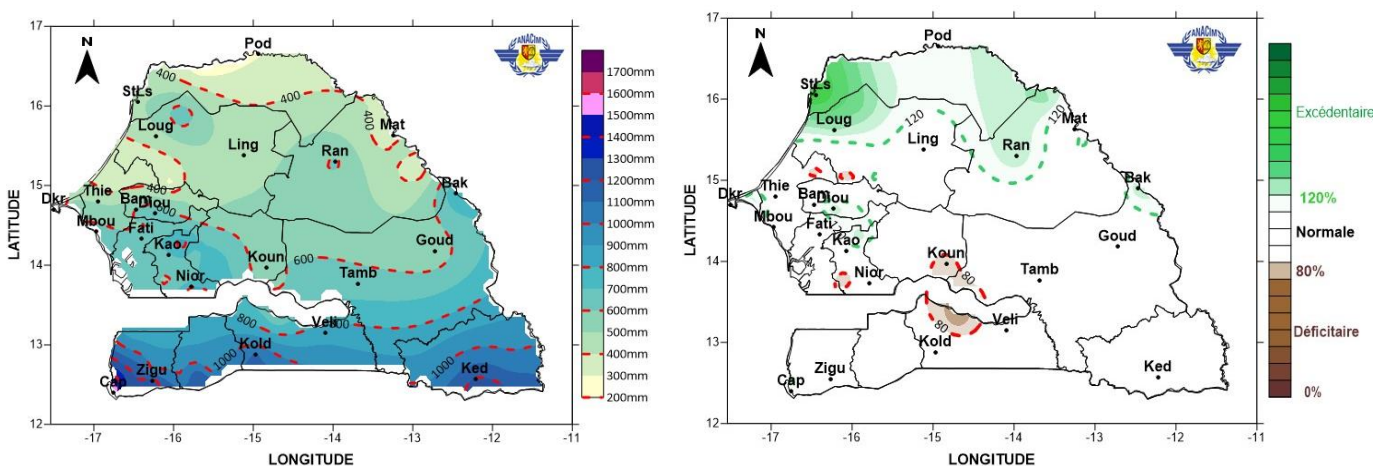 17
16
15
14
13
12
LATITUDE
-17
-16
-15
-14
-13
-12
-11
LONGITUDE
N
ANACIM
Pod
400
400
StLs
400
Loug
Mat
Ling
Ran
Dkr
Thie
400
Bak
Bam
Diou
Mbou
Fati
Kao
Goud
Koun
600
Nior
Tamb
800
Veli
Kold
1000
Zigu
Cap
Ked
1000
1700mm
1600mm
1500mm
1400mm
1300mm
1200mm
1100mm
1000mm
900mm
800mm
700mm
600mm
500mm
400mm
300mm
200mm
17
16
15
14
13
12
LATITUDE
-17
-16
-15
-14
-13
-12
-11
LONGITUDE
N
ANACIM
Pod
StLs
Loug
120
120
Mat
Ling
Ran
Dkr
Thie
Bak
Bam
Diou
Mbou
Fati
Kao
Goud
Koun
80
Nior
Tamb
80
Veli
Kold
Zigu
Cap
Ked
Excédentaire
120%
Normale
80%
Déficitaire
0%